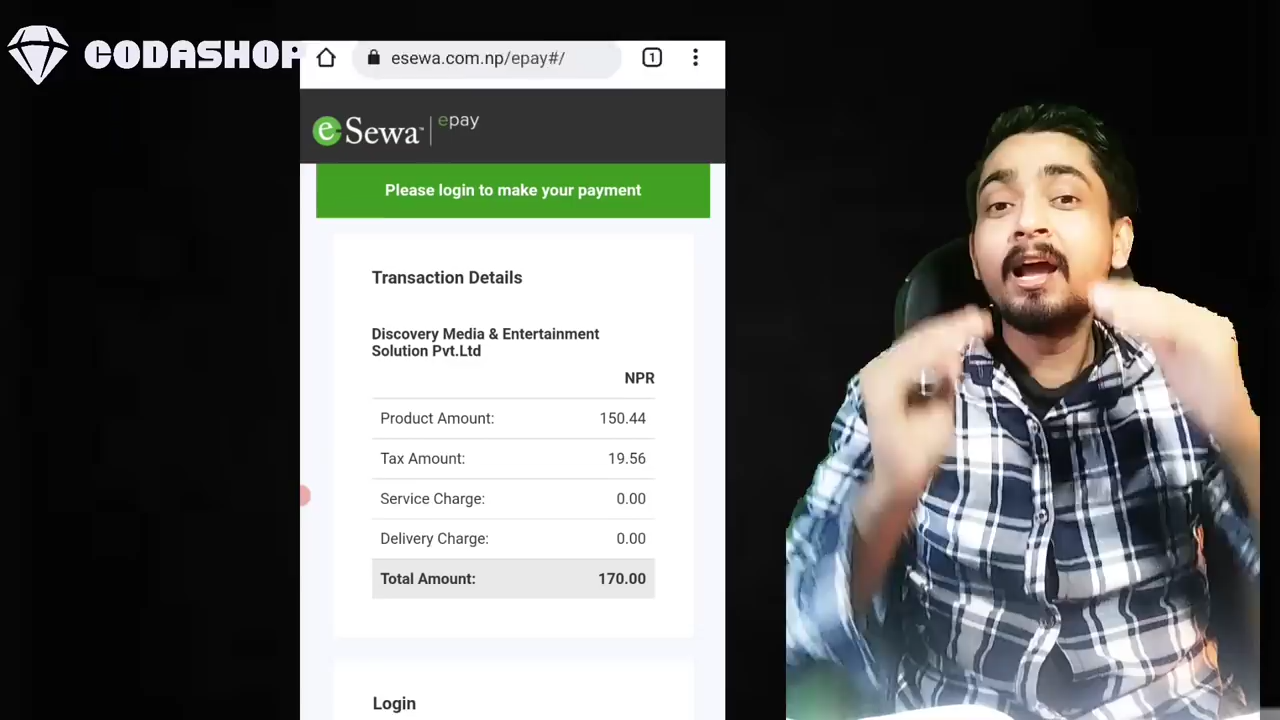 CODASHOP
1
esewa.com.np/epay#/
eSewa™ | epay
Please login to make your payment
Transaction Details
Discovery Media & Entertainment
Solution Pvt.Ltd
NPR
Product Amount: 150.44
Tax Amount: 19.56
Service Charge: 0.00
Delivery Charge: 0.00
Total Amount: 170.00
Login